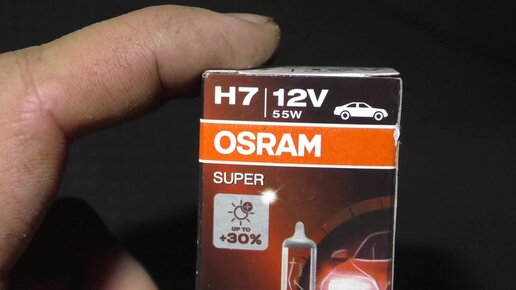 H7 12V
55W
OSRAM
SUPER
UP TO
+30%